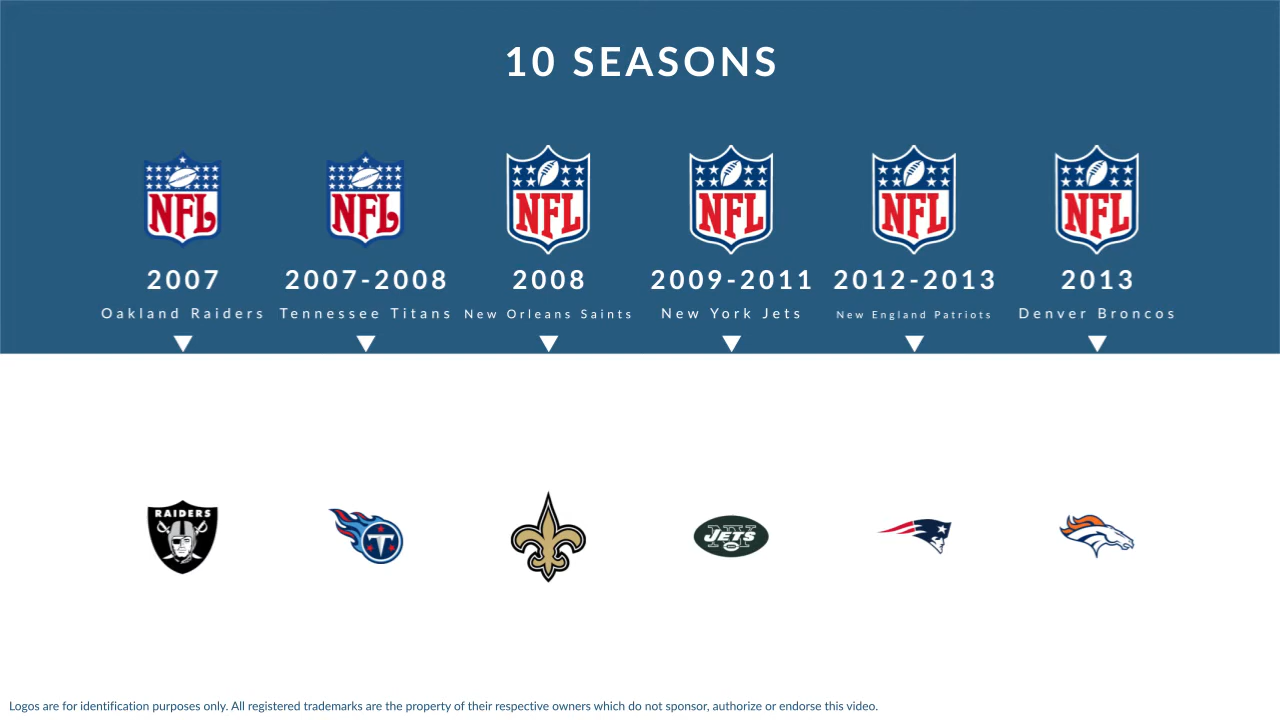 10 SEASONS
NFL NFL NFL NFL NFL NFL
2007 2007-2008 2008 2009-2011 2012-2013 2013
Oakland Raiders Tennessee Titans New Orleans Saints New York Jets New England Patriots Denver Broncos
RAIDERS T NY JETS
Logos are for identification purposes only. All registered trademarks are the property of their respective owners which do not sponsor, authorize or endorse this video.